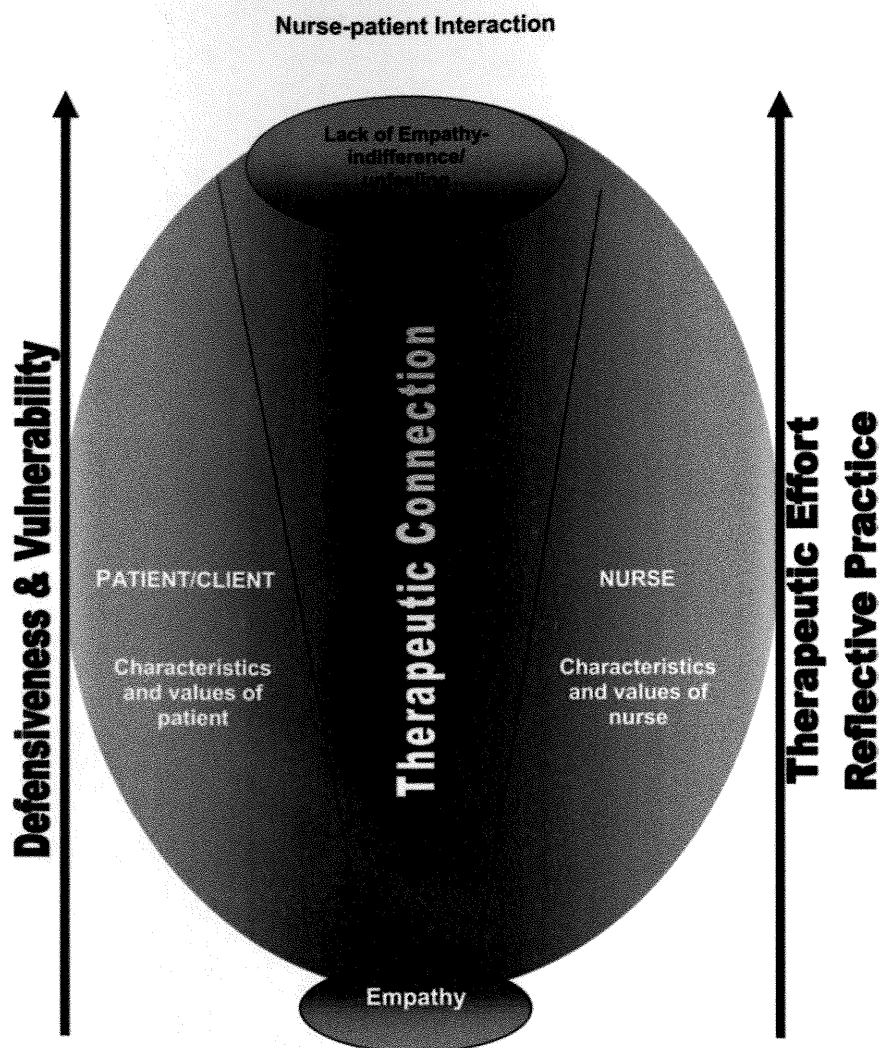 Nurse-patient Interaction
Lack of Empathy-
indifference/
unfeeling
Defensiveness & Vulnerability
Therapeutic Connection
PATIENT/CLIENT
Characteristics
and values of
patient
NURSE
Characteristics
and values of
nurse
Therapeutic Effort
Reflective Practice
Empathy